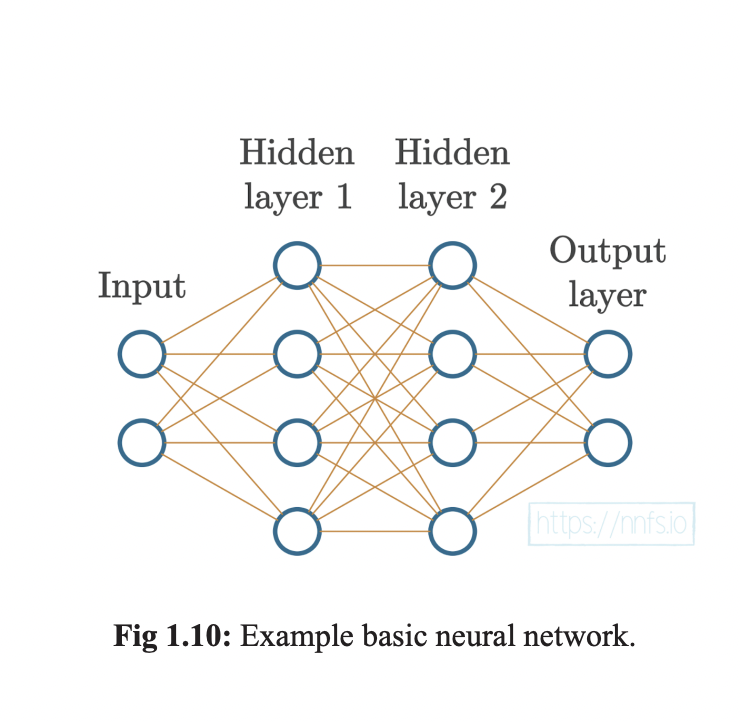 Hidden
layer 1
Hidden
layer 2
Input
Output
layer
https://nnfs.io
Fig 1.10: Example basic neural network.